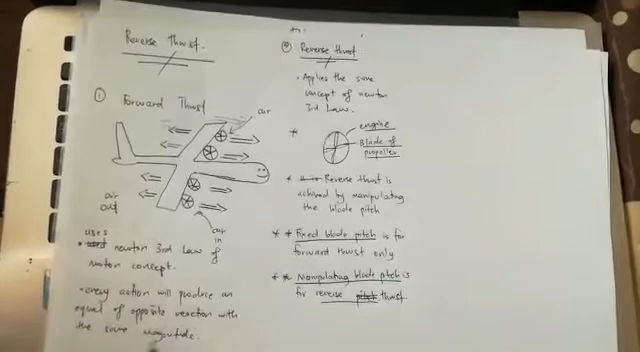 Reverse Thrust.
① Forward Thrust
air
air
out
air
in
uses
• newton 3rd Law of
motion concept.
- every action will produce an
equal of opposite reaction with
the same magnitude.
② Reverse thrust
• Applies the same
concept of newton
3rd Law.
* engine
Blade of
propeller
* Reverse thrust is
achived by manipulating
the blade pitch
* * Fixed blade pitch is for
forward thrust only
* * Manipulating blade pitch is
for reverse pitch thrust